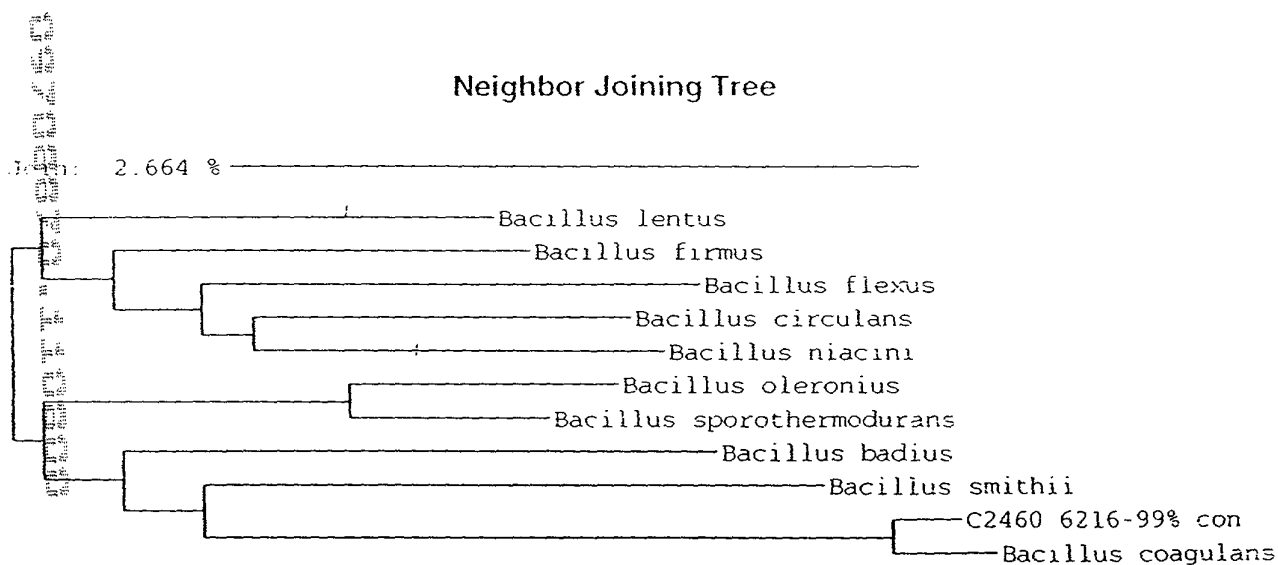 Neighbor Joining Tree
2.664 %
Bacillus lentus
Bacillus firmus
Bacillus flexus
Bacillus circulans
Bacillus niacini
Bacillus oleronius
Bacillus sporothermodurans
Bacillus badius
Bacillus smithii
C2460 6216-99% con
Bacillus coagulans